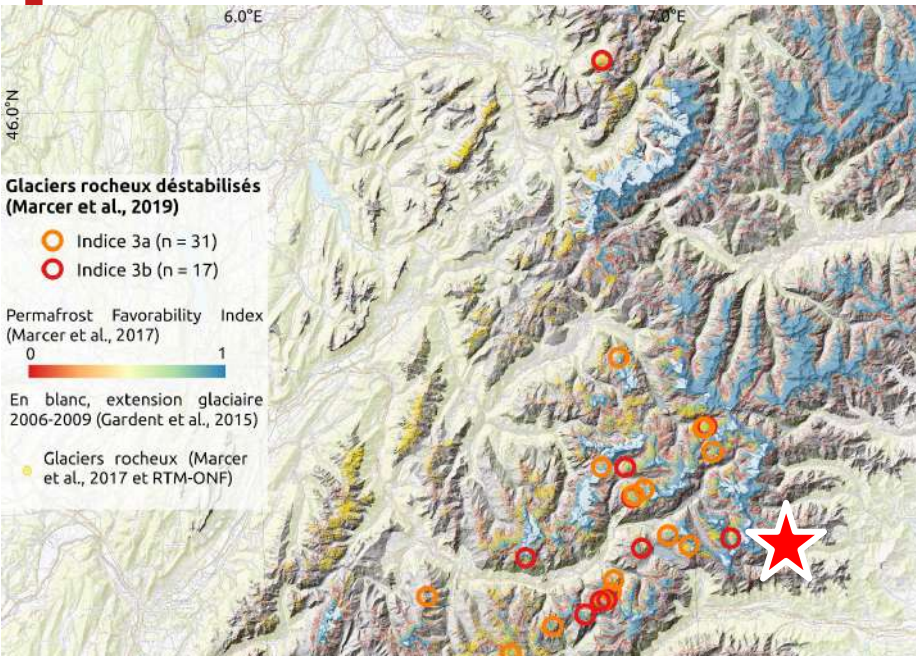 6.0°E
7.0°E
46.0°N
Glaciers rocheux déstabilisés
(Marcer et al., 2019)
Indice 3a (n = 31)
Indice 3b (n = 17)
Permafrost Favorability Index
(Marcer et al., 2017)
0 1
En blanc, extension glaciaire
2006-2009 (Gardent et al., 2015)
Glaciers rocheux (Marcer
et al., 2017 et RTM-ONF)